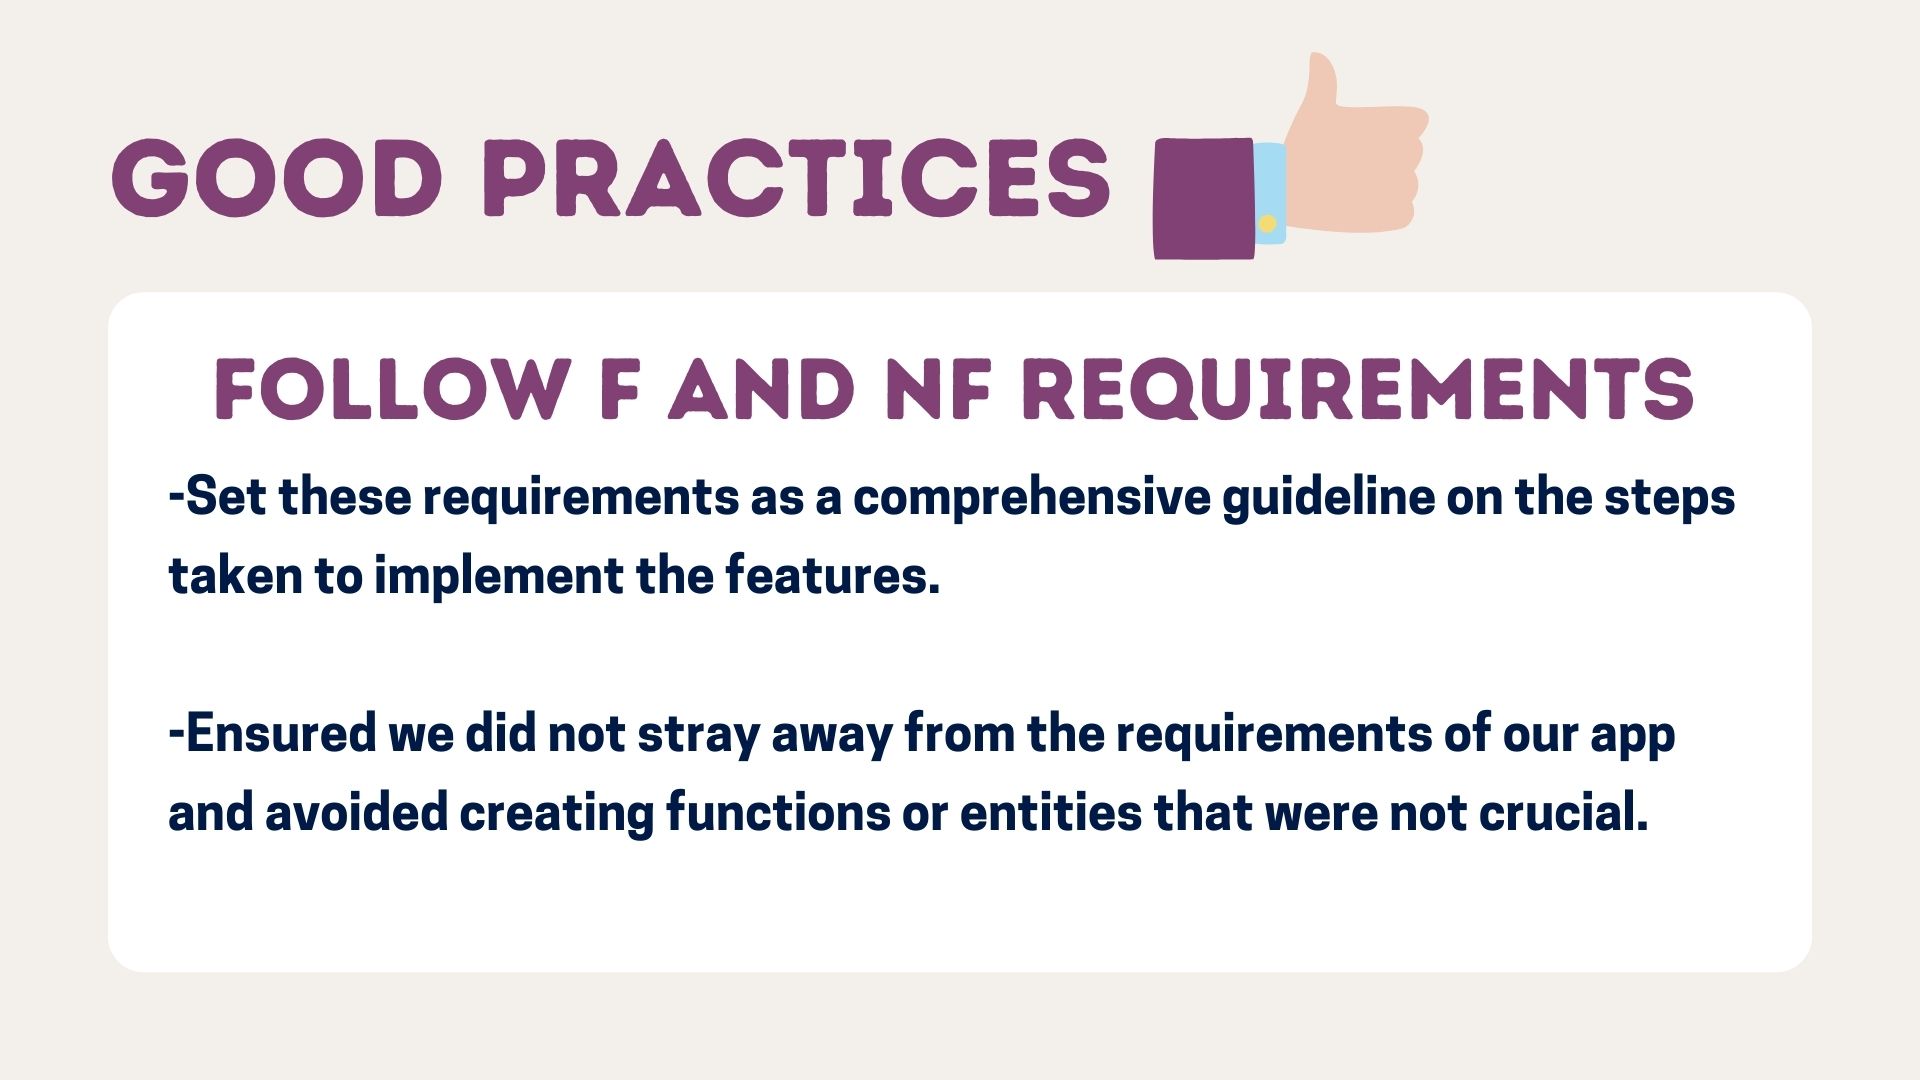 GOOD PRACTICES
FOLLOW F AND NF REQUIREMENTS
-Set these requirements as a comprehensive guideline on the steps
taken to implement the features.
-Ensured we did not stray away from the requirements of our app
and avoided creating functions or entities that were not crucial.